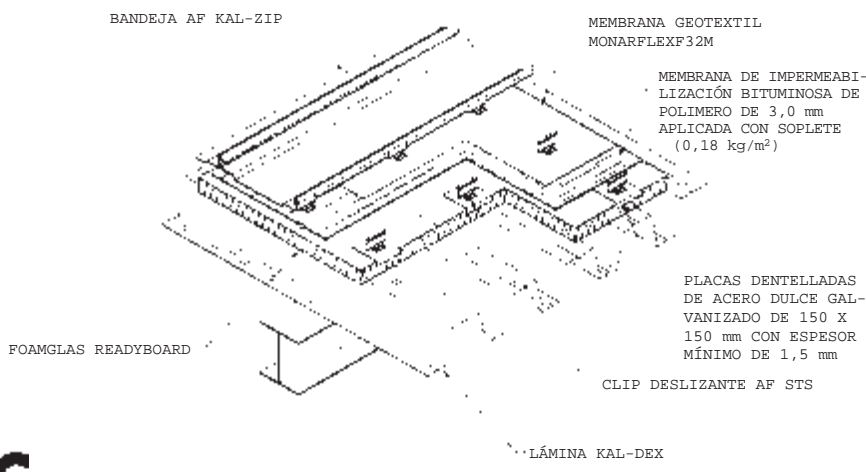 BANDEJA AF KAL-ZIP
MEMBRANA GEOTEXTIL
MONARFLEXF32M
MEMBRANA DE IMPERMEABI-
LIZACIÓN BITUMINOSA DE
POLIMERO DE 3,0 mm
APLICADA CON SOPLETE
(0,18 kg/m²)
PLACAS DENTELLADAS
DE ACERO DULCE GAL-
VANIZADO DE 150 X
150 mm CON ESPESOR
MÍNIMO DE 1,5 mm
FOAMGLAS READYBOARD
CLIP DESLIZANTE AF STS
LÁMINA KAL-DEX